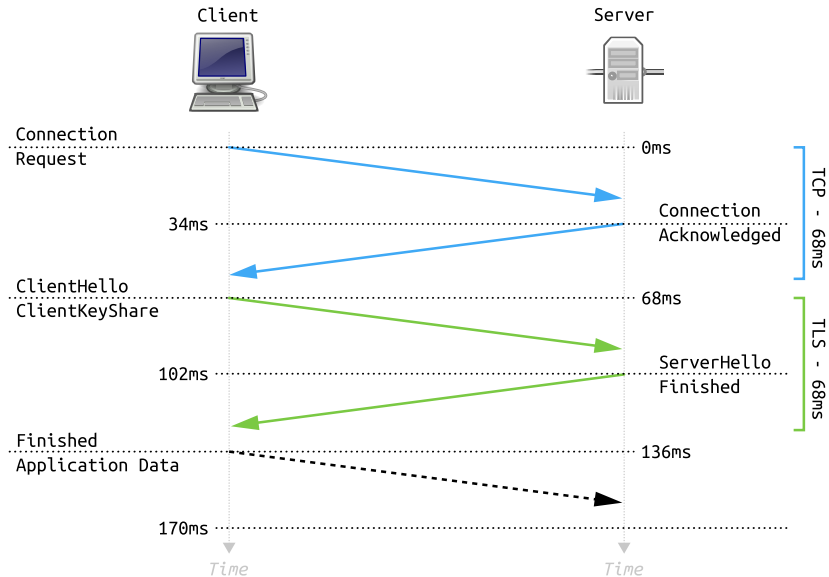 Client
Server
Connection
Request
0ms
TCP - 68ms
34ms
Connection
Acknowledged
ClientHello
ClientKeyShare
68ms
TLS - 68ms
102ms
ServerHello
Finished
Finished
Application Data
136ms
170ms
Time
Time